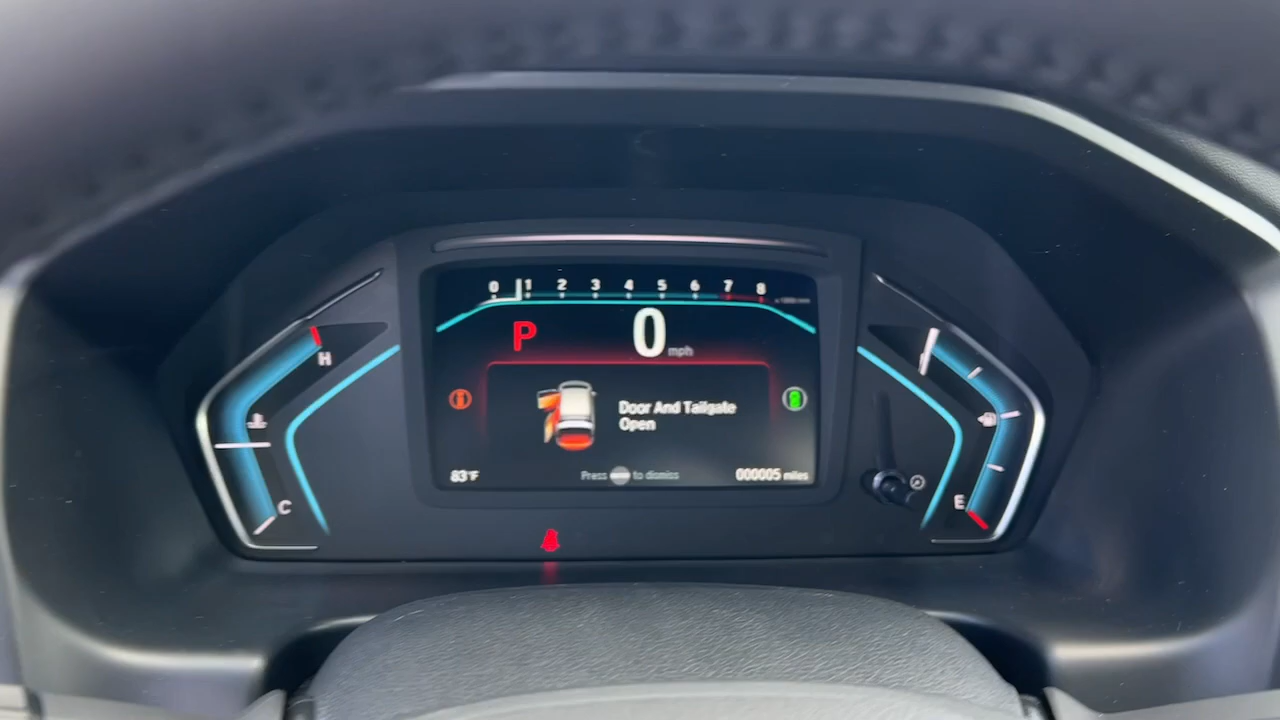 0 1 2 3 4 5 6 7 8
P 0 mph
H
Door And Tailgate
Open
C
E
83°F
Press to dismiss
000005 miles